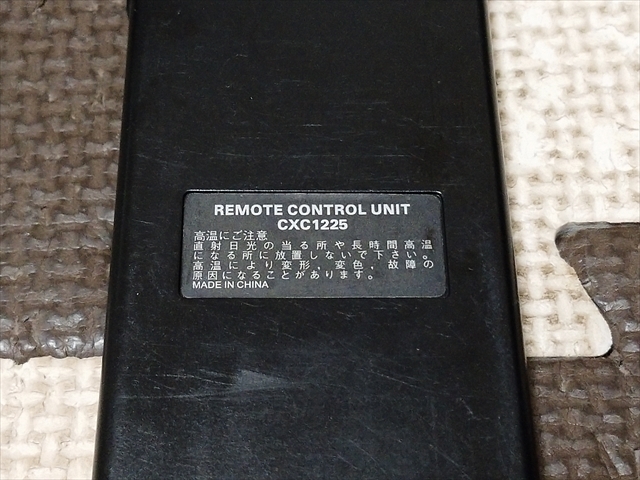 REMOTE CONTROL UNIT
CXC1225
高温にご注意
直射日光の当る所や長時間高温
になる所に放置しないで下さい。
高温により変形、変色、故障の
原因になることがあります。
MADE IN CHINA